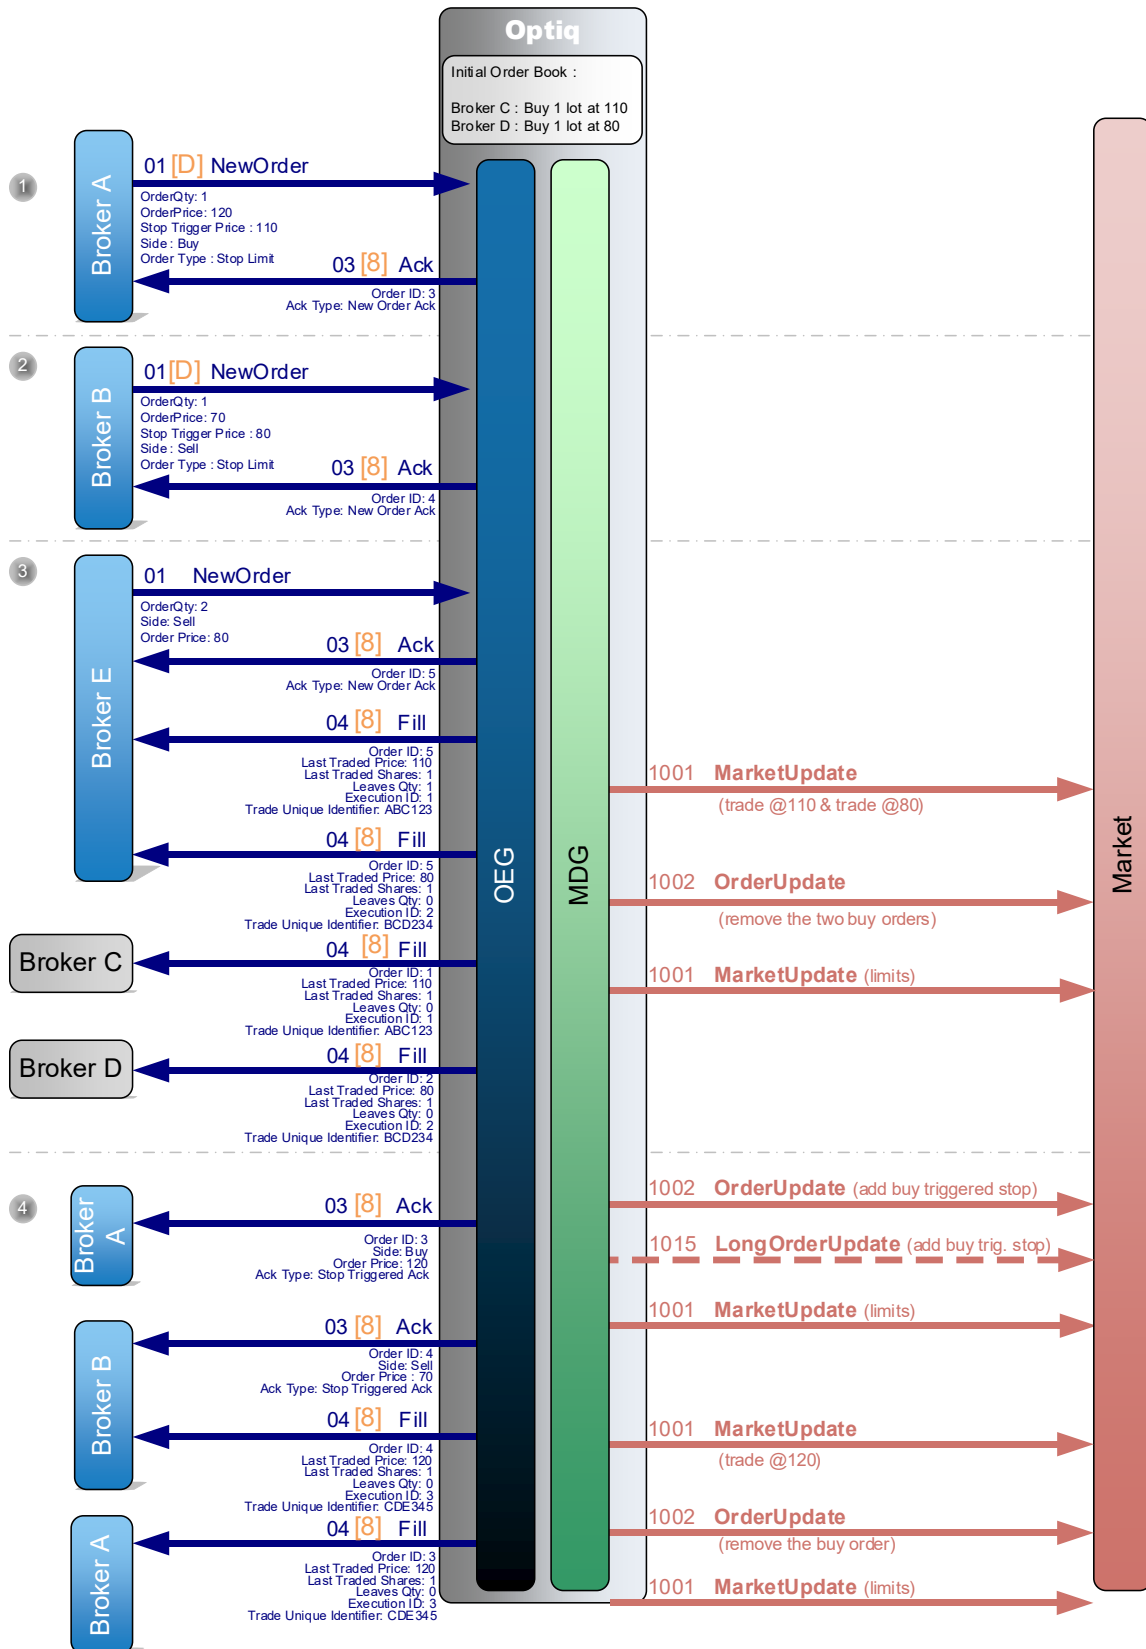 Optiq
Initial Order Book :
Broker C : Buy 1 lot at 110
Broker D : Buy 1 lot at 80
OEG
MDG
Market
1
Broker A
01 [D] NewOrder
OrderQty: 1
OrderPrice: 120
Stop Trigger Price : 110
Side : Buy
Order Type : Stop Limit
03 [8] Ack
Order ID: 3
Ack Type: New Order Ack
2
Broker B
01 [D] NewOrder
OrderQty: 1
OrderPrice: 70
Stop Trigger Price : 80
Side : Sell
Order Type : Stop Limit
03 [8] Ack
Order ID: 4
Ack Type: New Order Ack
3
Broker E
01 NewOrder
OrderQty: 2
Side: Sell
Order Price: 80
03 [8] Ack
Order ID: 5
Ack Type: New Order Ack
04 [8] Fill
Order ID: 5
Last Traded Price: 110
Last Traded Shares: 1
Leaves Qty: 1
Execution ID: 1
Trade Unique Identifier: ABC123
1001 MarketUpdate
(trade @110 & trade @80)
04 [8] Fill
Order ID: 5
Last Traded Price: 80
Last Traded Shares: 1
Leaves Qty: 0
Execution ID: 2
Trade Unique Identifier: BCD234
1002 OrderUpdate
(remove the two buy orders)
Broker C
04 [8] Fill
Order ID: 1
Last Traded Price: 110
Last Traded Shares: 1
Leaves Qty: 0
Execution ID: 1
Trade Unique Identifier: ABC123
1001 MarketUpdate (limits)
Broker D
04 [8] Fill
Order ID: 2
Last Traded Price: 80
Last Traded Shares: 1
Leaves Qty: 0
Execution ID: 2
Trade Unique Identifier: BCD234
4
Broker
A
03 [8] Ack
Order ID: 3
Side: Buy
Order Price: 120
Ack Type: Stop Triggered Ack
1002 OrderUpdate (add buy triggered stop)
1015 LongOrderUpdate (add buy trig. stop)
1001 MarketUpdate (limits)
Broker B
03 [8] Ack
Order ID: 4
Side: Sell
Order Price : 70
Ack Type: Stop Triggered Ack
04 [8] Fill
Order ID: 4
Last Traded Price: 120
Last Traded Shares: 1
Leaves Qty: 0
Execution ID: 3
Trade Unique Identifier: CDE345
1001 MarketUpdate
(trade @120)
Broker A
04 [8] Fill
Order ID: 3
Last Traded Price: 120
Last Traded Shares: 1
Leaves Qty: 0
Execution ID: 3
Trade Unique Identifier: CDE345
1002 OrderUpdate
(remove the buy order)
1001 MarketUpdate (limits)